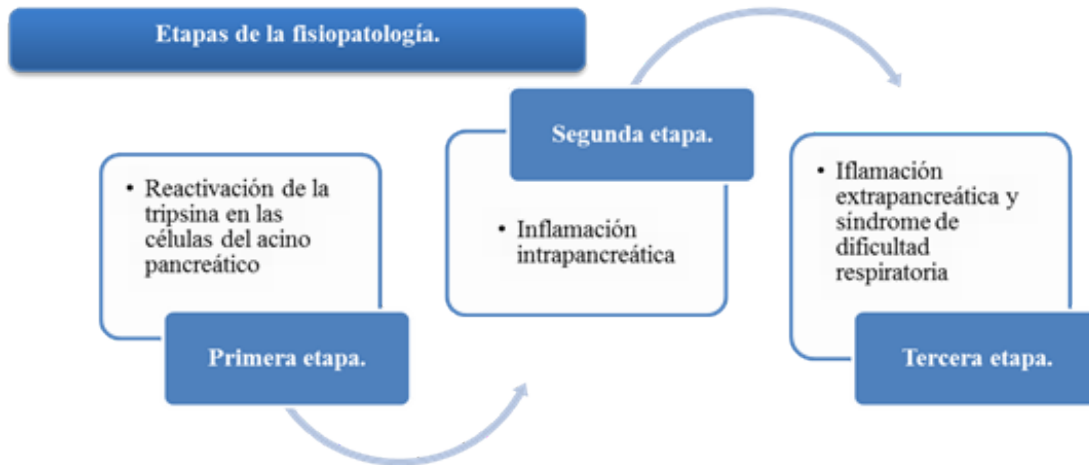 Etapas de la fisiopatología.
• Reactivación de la
tripsina en las
células del acino
pancreático
Primera etapa.
Segunda etapa.
• Inflamación
intrapancreática
• Iflamación
extrapancreática y
síndrome de
dificultad
respiratoria
Tercera etapa.